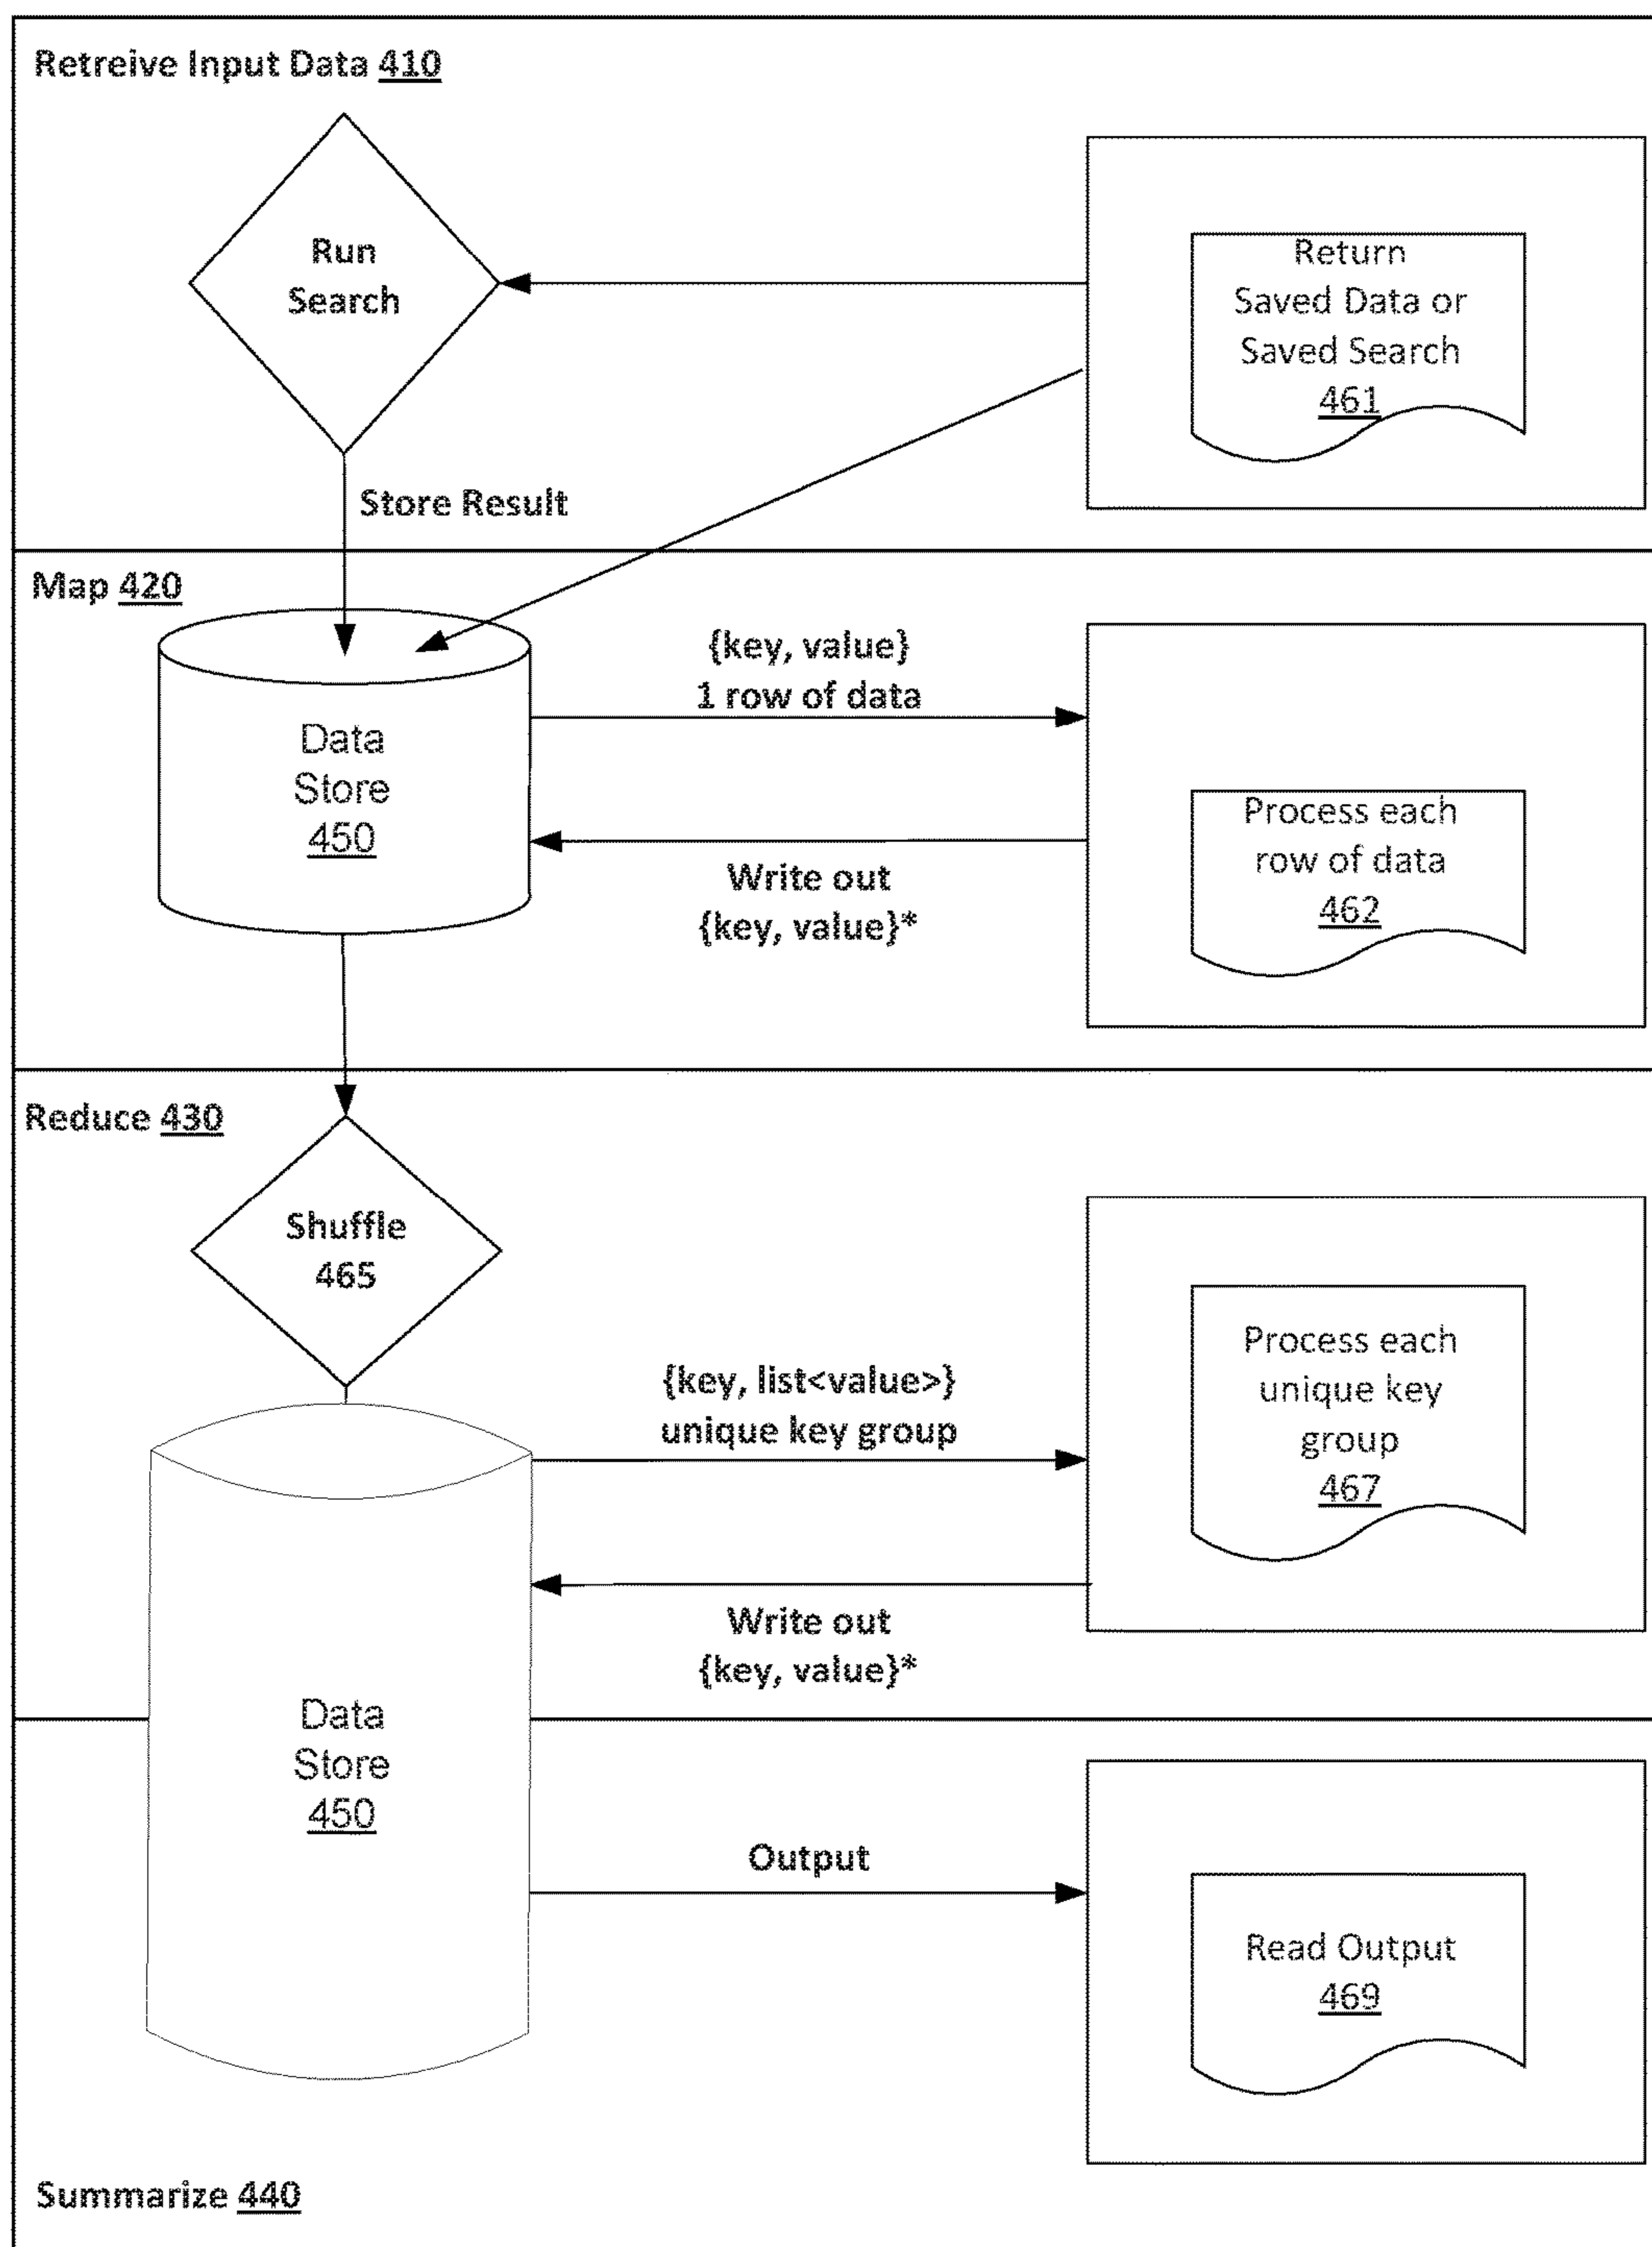 Retreive Input Data 410
Run
Search
Return
Saved Data or
Saved Search
461
Store Result
Map 420
{key, value}
1 row of data
Data
Store
450
Write out
{key, value}*
Process each
row of data
462
Reduce 430
Shuffle
465
{key, list<value>}
unique key group
Process each
unique key
group
467
Write out
{key, value}*
Data
Store
450
Output
Read Output
469
Summarize 440